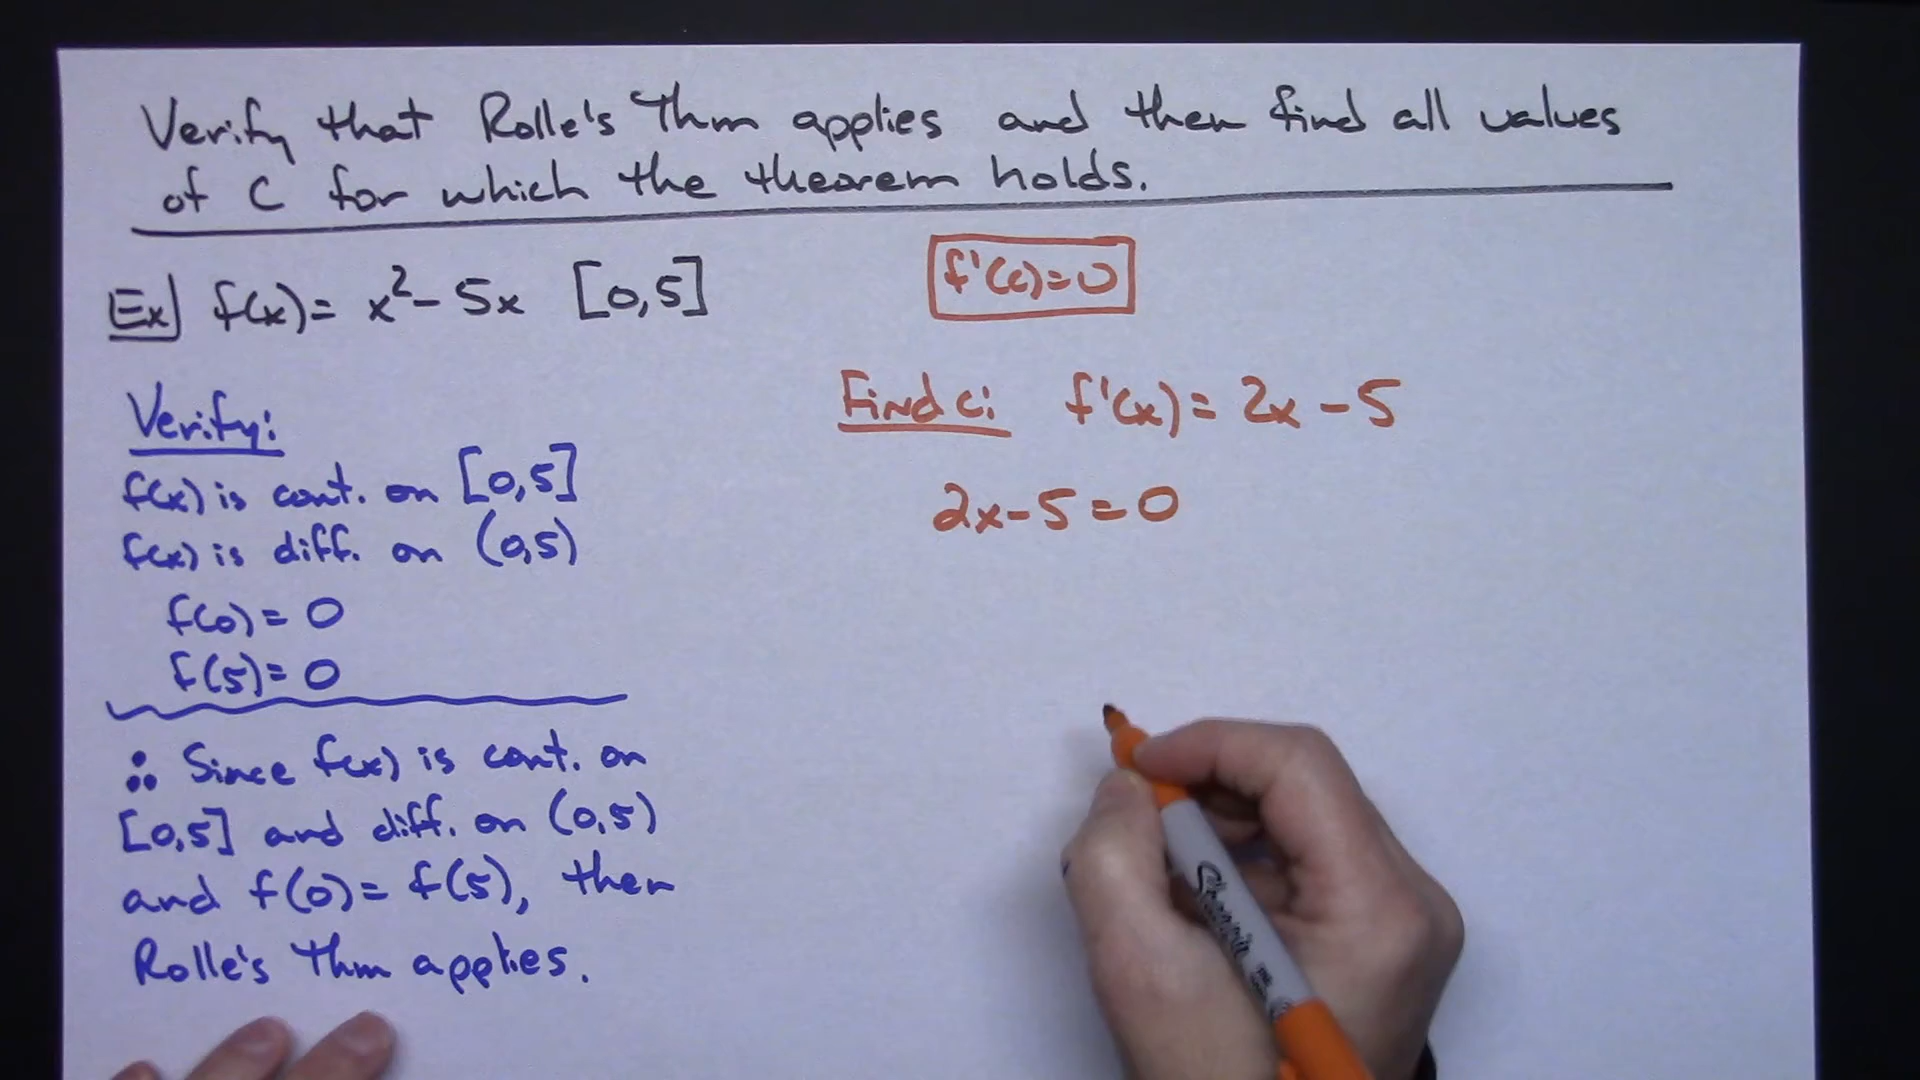 Verify that Rolle's Thm applies and then find all values
of C for which the theorem holds.
Ex] f(x) = x² - 5x [0,5]
Verify:
f(x) is cont. on [0,5]
f(x) is diff. on (0,5)
f(0) = 0
f(5) = 0
∴ Since f(x) is cont. on
[0,5] and diff. on (0,5)
and f(0) = f(5), then
Rolle's Thm applies.
f'(c) = 0
Find c: f'(x) = 2x - 5
2x - 5 = 0
Sharpie